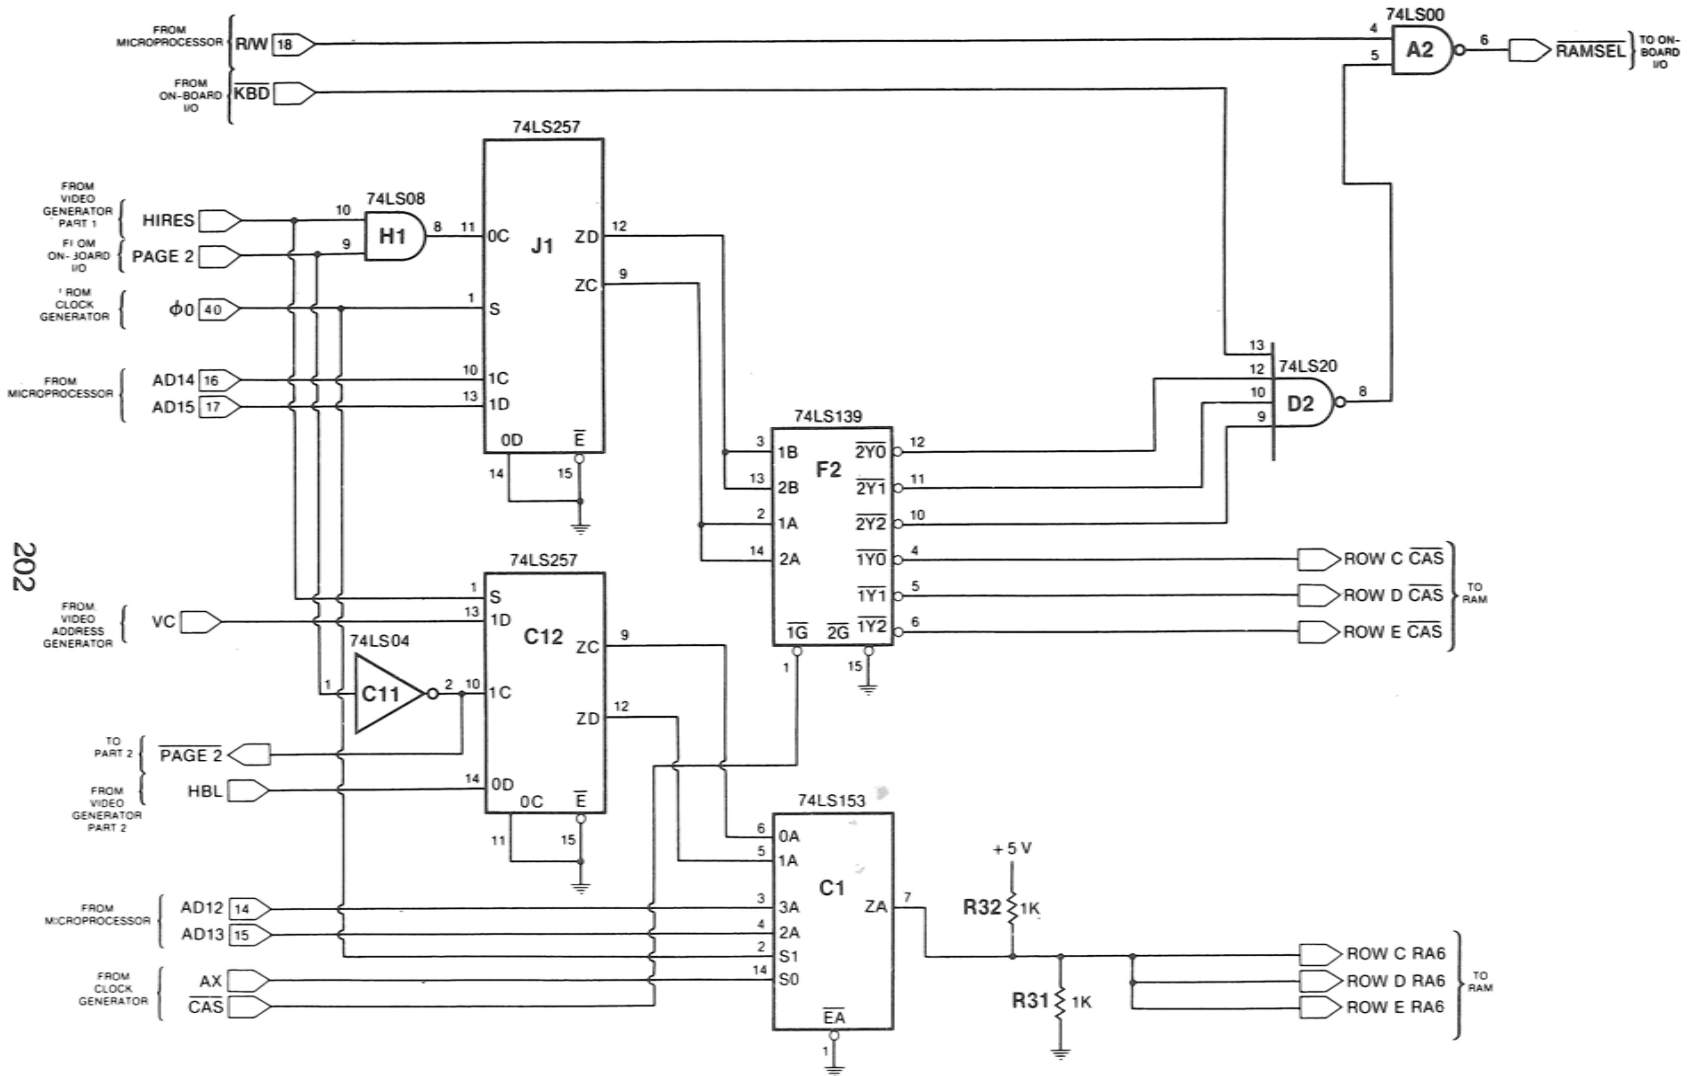 FROM
MICROPROCESSOR
R/W 18
FROM
ON-BOARD
I/O
KBD
74LS00
4
5
A2
6
RAMSEL
TO ON-
BOARD
I/O
74LS257
FROM
VIDEO
GENERATOR
PART 1
HIRES
10
74LS08
H1
8
11
0C
J1
ZD
12
FROM
ON-BOARD
I/O
PAGE 2
9
ZC
9
ROM
CLOCK
GENERATOR
ϕ0 40
1
S
FROM
MICROPROCESSOR
AD14 16
10
1C
AD15 17
13
1D
0D
E
14
15
13
74LS20
12
10
9
D2
8
74LS139
3
1B
2Y0
12
F2
13
2B
2Y1
11
2
1A
2Y2
10
14
2A
1Y0
4
ROW C CAS
1Y1
5
ROW D CAS
TO
RAM
1G
2G
1Y2
6
ROW E CAS
1
15
202
74LS257
1
S
FROM
VIDEO
ADDRESS
GENERATOR
VC
13
1D
C12
ZC
9
74LS04
1
C11
2
10
1C
ZD
12
TO
PART 2
PAGE 2
FROM
VIDEO
GENERATOR
PART 2
HBL
14
0D
0C
E
11
15
74LS153
6
0A
5
1A
C1
FROM
MICROPROCESSOR
AD12 14
3
3A
ZA
7
AD13 15
4
2A
2
S1
FROM
CLOCK
GENERATOR
AX
14
S0
CAS
EA
1
+5 V
R32
1K
R31
1K
ROW C RA6
ROW D RA6
ROW E RA6
TO
RAM